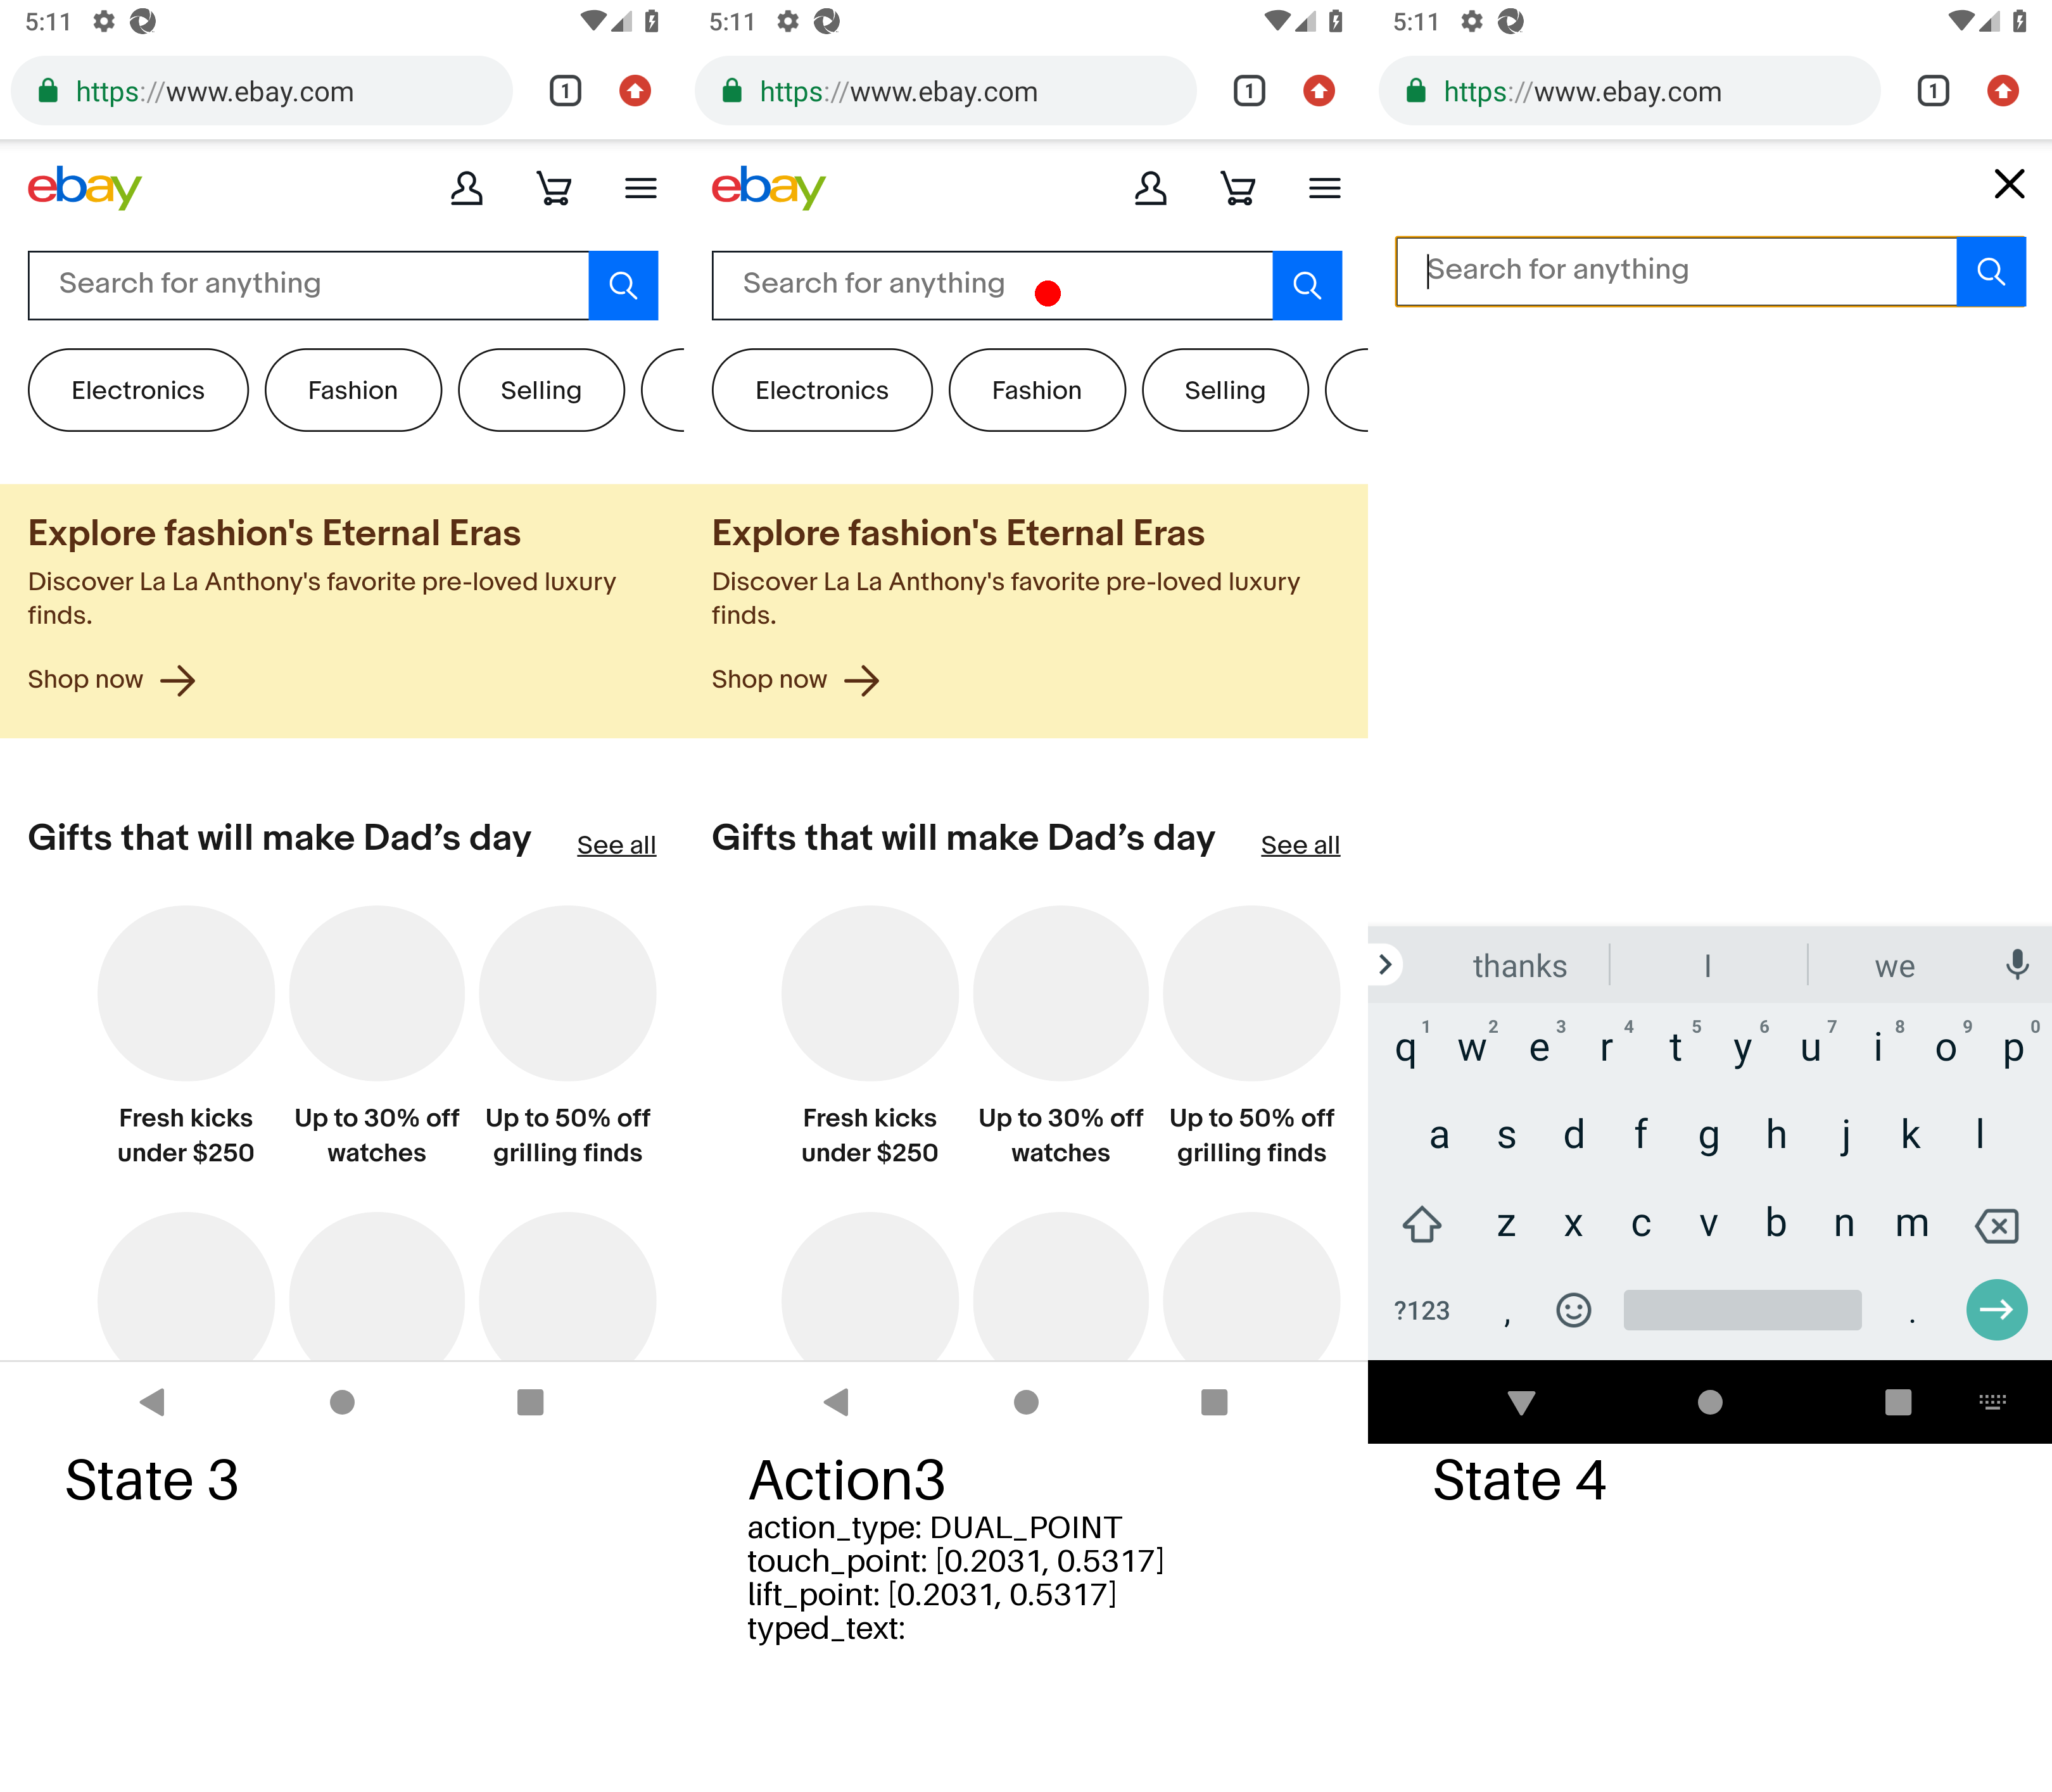 5:11
https://www.ebay.com
1
ebay
Search for anything
Electronics
Fashion
Selling
Explore fashion's Eternal Eras
Discover La La Anthony's favorite pre-loved luxury
finds.
Shop now
Gifts that will make Dad’s day
See all
Fresh kicks
under $250
Up to 30% off
watches
Up to 50% off
grilling finds
State 3
5:11
https://www.ebay.com
1
ebay
Search for anything
Electronics
Fashion
Selling
Explore fashion's Eternal Eras
Discover La La Anthony's favorite pre-loved luxury
finds.
Shop now
Gifts that will make Dad’s day
See all
Fresh kicks
under $250
Up to 30% off
watches
Up to 50% off
grilling finds
Action3
action_type: DUAL_POINT
touch_point: [0.2031, 0.5317]
lift_point: [0.2031, 0.5317]
typed_text:
5:11
https://www.ebay.com
1
Search for anything
thanks I we
1 2 3 4 5 6 7 8 9 0
q w e r t y u i o p
a s d f g h j k l
z x c v b n m
?123 , .
State 4